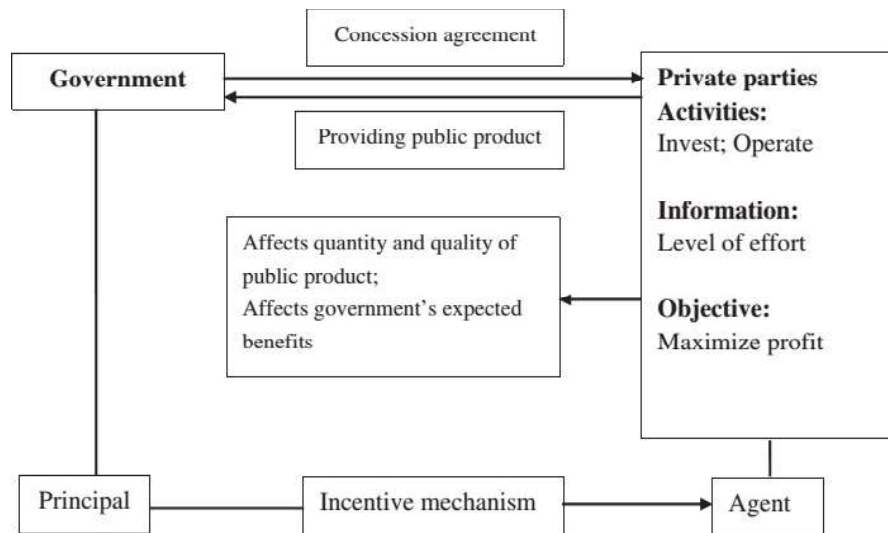 Concession agreement
Government
Providing public product
Private parties
Activities:
Invest; Operate
Information:
Level of effort
Objective:
Maximize profit
Affects quantity and quality of
public product;
Affects government’s expected
benefits
Principal
Incentive mechanism
Agent